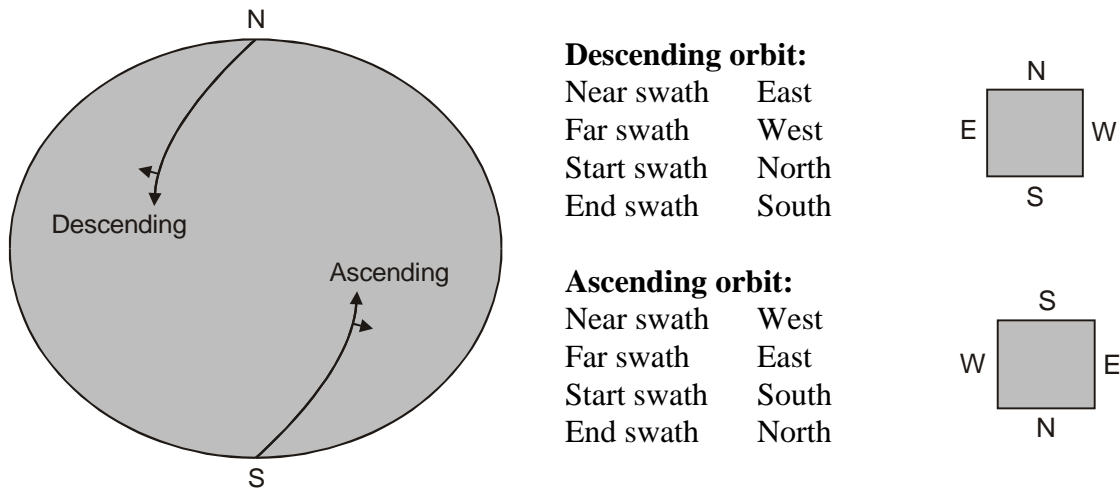 N
Descending
Ascending
S
Descending orbit:
Near swath East
Far swath West
Start swath North
End swath South
N
E W
S
Ascending orbit:
Near swath West
Far swath East
Start swath South
End swath North
S
W E
N